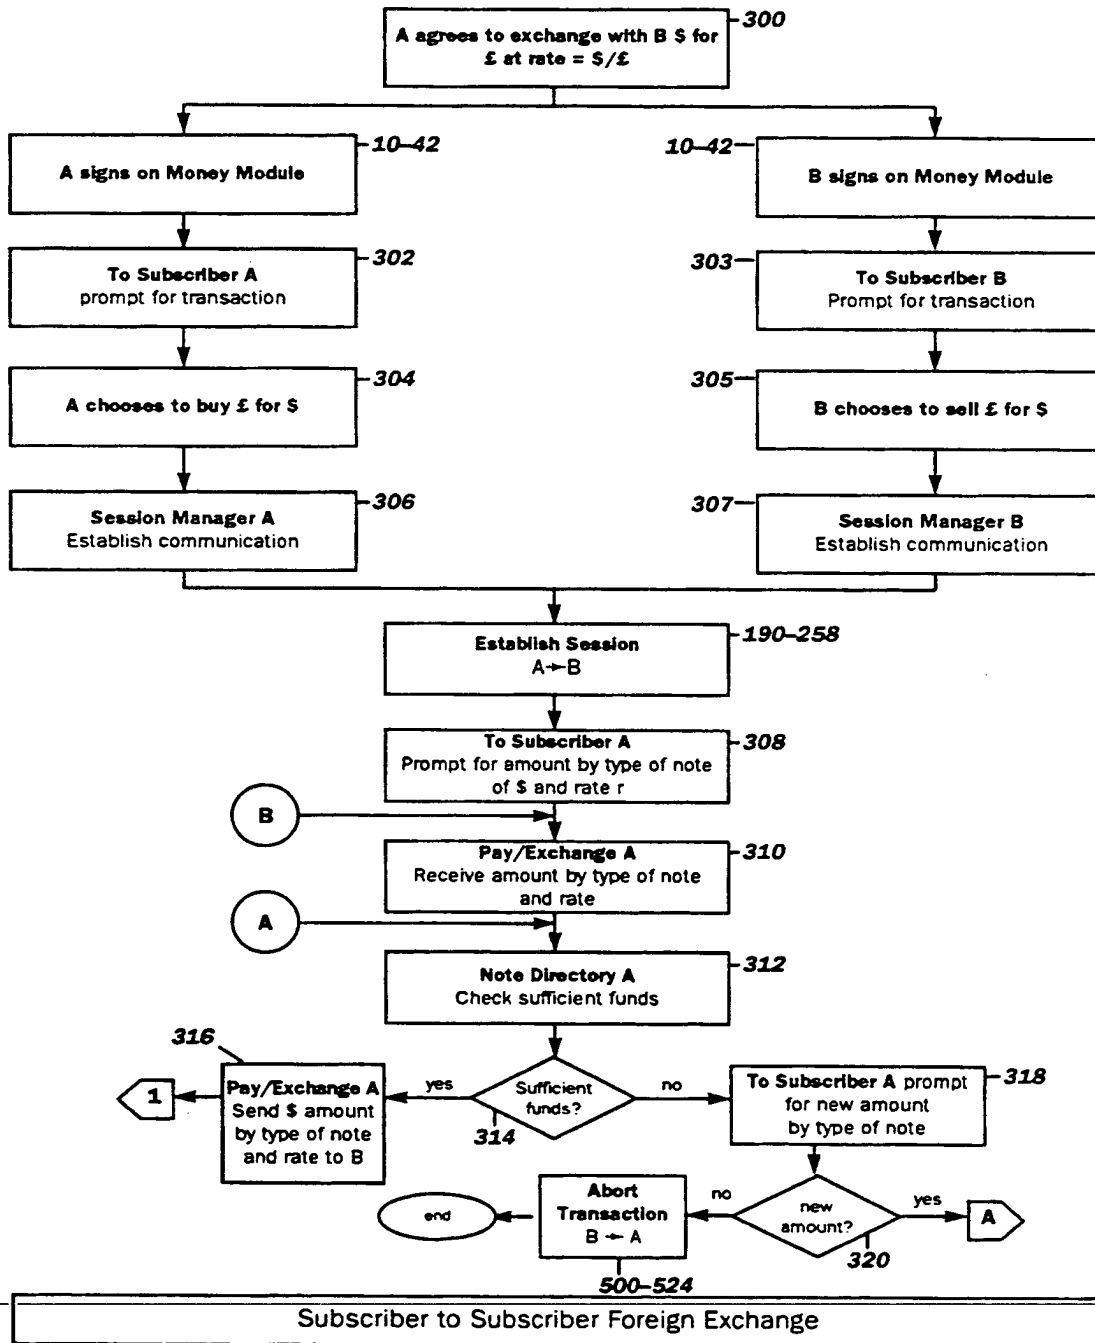 300
A agrees to exchange with B $ for
£ at rate = $/£
10–42
A signs on Money Module
10–42
B signs on Money Module
302
To Subscriber A
prompt for transaction
303
To Subscriber B
Prompt for transaction
304
A chooses to buy £ for $
305
B chooses to sell £ for $
306
Session Manager A
Establish communication
307
Session Manager B
Establish communication
190–258
Establish Session
A→B
308
To Subscriber A
Prompt for amount by type of note
of $ and rate r
B
310
Pay/Exchange A
Receive amount by type of note
and rate
A
312
Note Directory A
Check sufficient funds
316
1
Pay/Exchange A
Send $ amount
by type of note
and rate to B
yes
Sufficient
funds?
314
no
318
To Subscriber A prompt
for new amount
by type of note
end
Abort
Transaction
B → A
500–524
no
new
amount?
320
yes
A
Subscriber to Subscriber Foreign Exchange